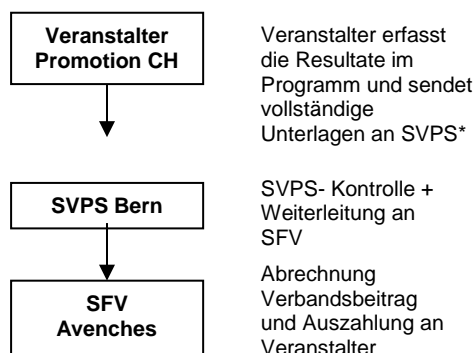 Veranstalter
Promotion CH
Veranstalter erfasst
die Resultate im
Programm und sendet
vollständige
Unterlagen an SVPS*
SVPS Bern
SVPS- Kontrolle +
Weiterleitung an
SFV
SFV
Avenches
Abrechnung
Verbandsbeitrag
und Auszahlung an
Veranstalter